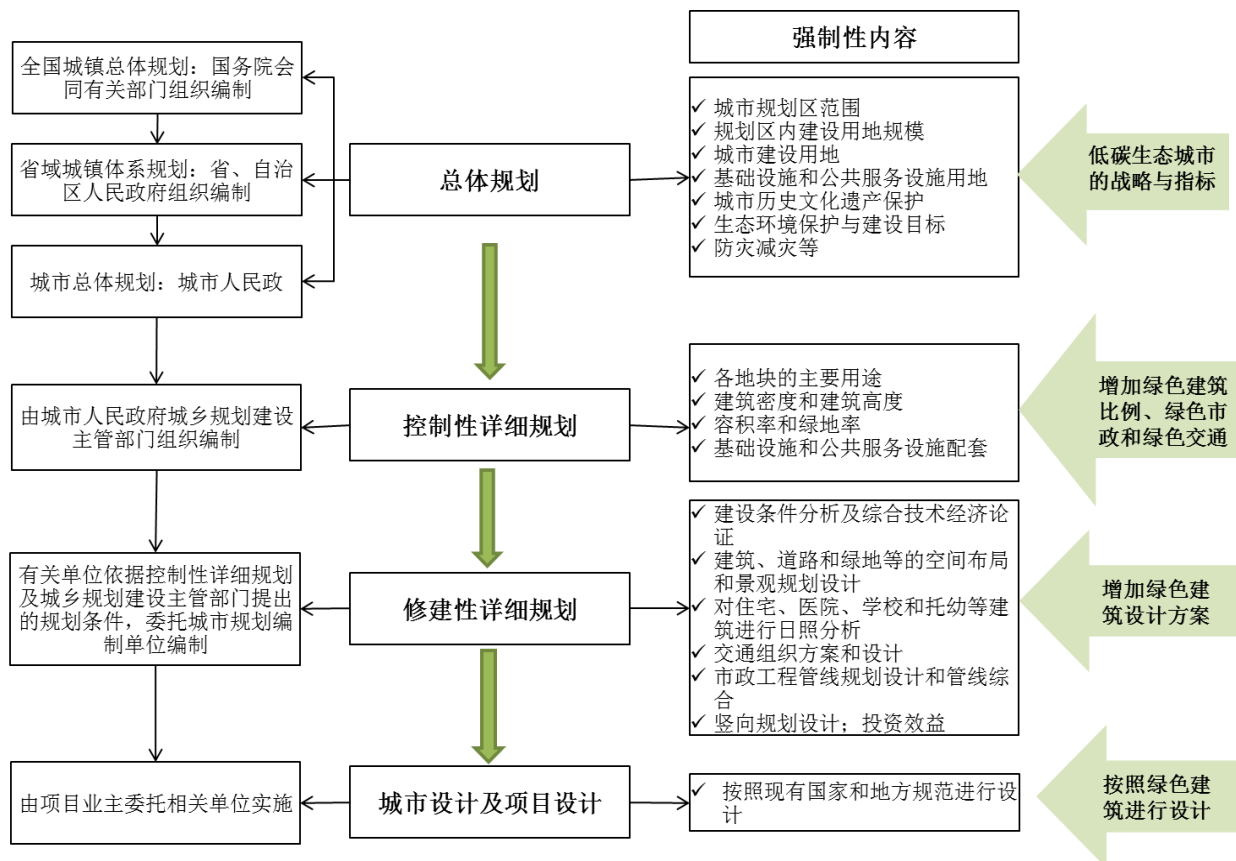 强制性内容
全国城镇总体规划：国务院会
同有关部门组织编制
省域城镇体系规划：省、自治
区人民政府组织编制
城市总体规划：城市人民政
总体规划
✓ 城市规划区范围
✓ 规划区内建设用地规模
✓ 城市建设用地
✓ 基础设施和公共服务设施用地
✓ 城市历史文化遗产保护
✓ 生态环境保护与建设目标
✓ 防灾减灾等
低碳生态城市
的战略与指标
由城市人民政府城乡规划建设
主管部门组织编制
控制性详细规划
✓ 各地块的主要用途
✓ 建筑密度和建筑高度
✓ 容积率和绿地率
✓ 基础设施和公共服务设施配套
增加绿色建筑
比例、绿色市
政和绿色交通
有关单位依据控制性详细规划
及城乡规划建设主管部门提出
的规划条件，委托城市规划编
制单位编制
修建性详细规划
✓ 建设条件分析及综合技术经济论
证
✓ 建筑、道路和绿地等的空间布局
和景观规划设计
✓ 对住宅、医院、学校和托幼等建
筑进行日照分析
✓ 交通组织方案和设计
✓ 市政工程管线规划设计和管线综
合
✓ 竖向规划设计；投资效益
增加绿色建
筑设计方案
由项目业主委托相关单位实施
城市设计及项目设计
✓ 按照现有国家和地方规范进行设
计
按照绿色建
筑进行设计